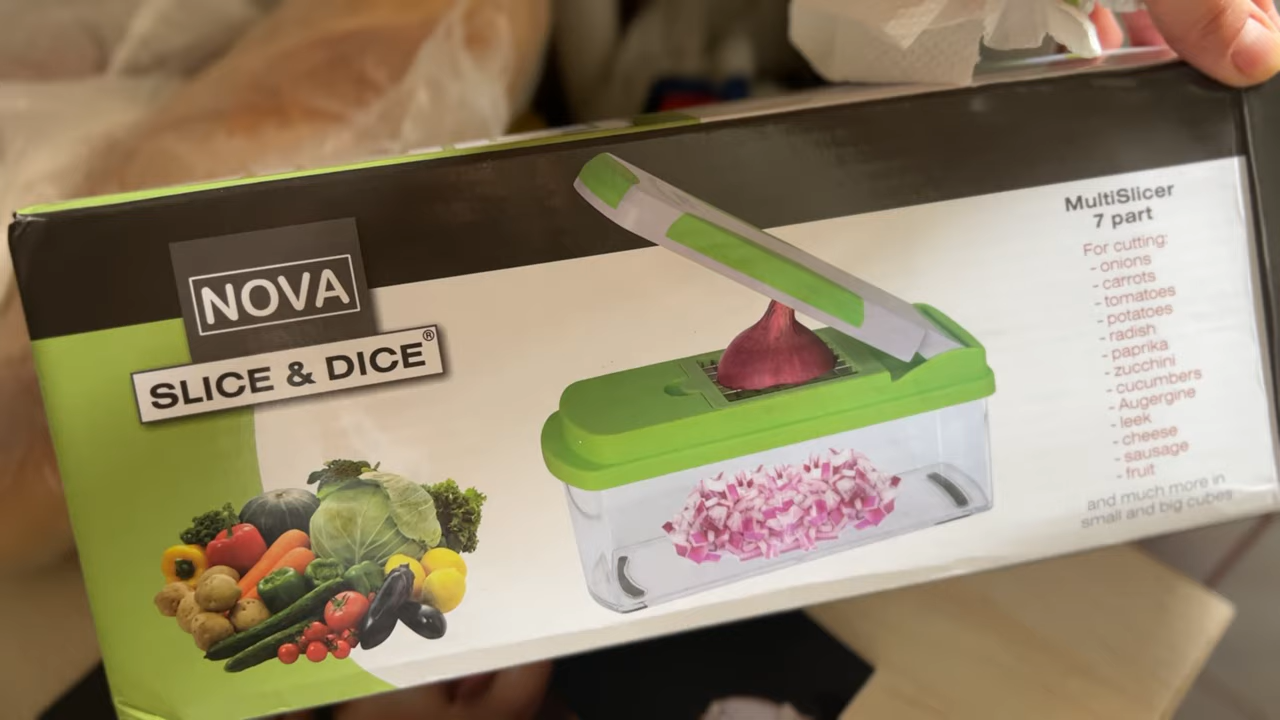 NOVA
SLICE & DICE®
MultiSlicer
7 part
For cutting:
- onions
- carrots
- tomatoes
- potatoes
- radish
- paprika
- zucchini
- cucumbers
- Augergine
- leek
- cheese
- sausage
- fruit
and much more in
small and big cubes